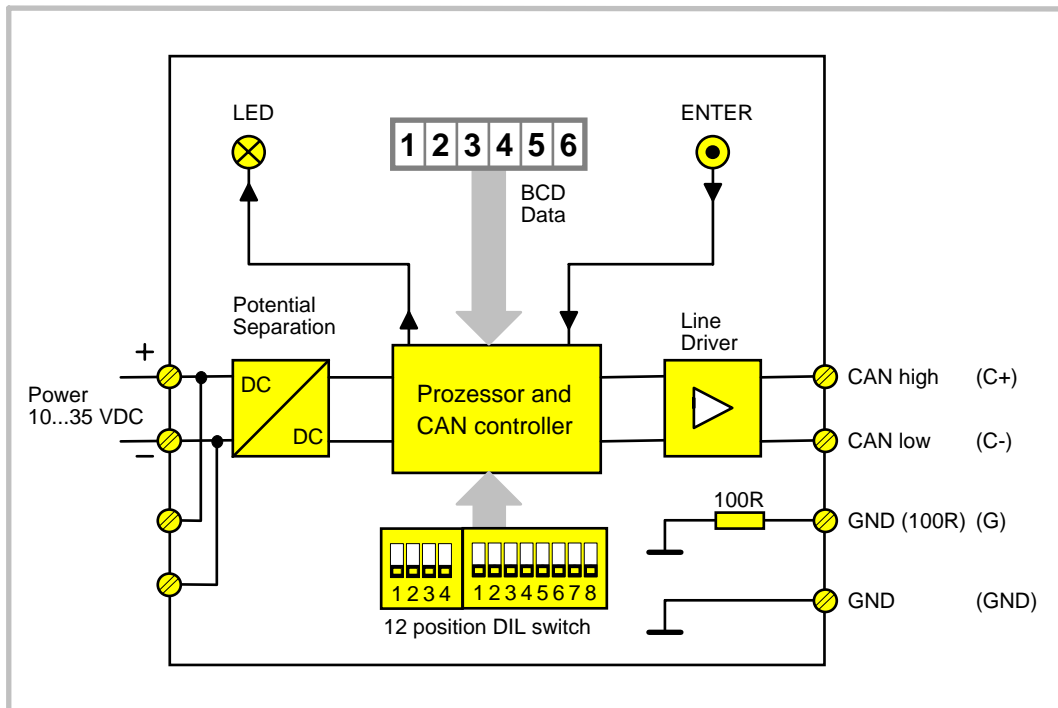 LED
ENTER
1 2 3 4 5 6
BCD
Data
Potential
Separation
Line
Driver
+
Power
10...35 VDC
–
DC
DC
Prozessor and
CAN controller
CAN high (C+)
CAN low (C-)
100R
GND (100R) (G)
GND (GND)
1 2 3 4 1 2 3 4 5 6 7 8
12 position DIL switch